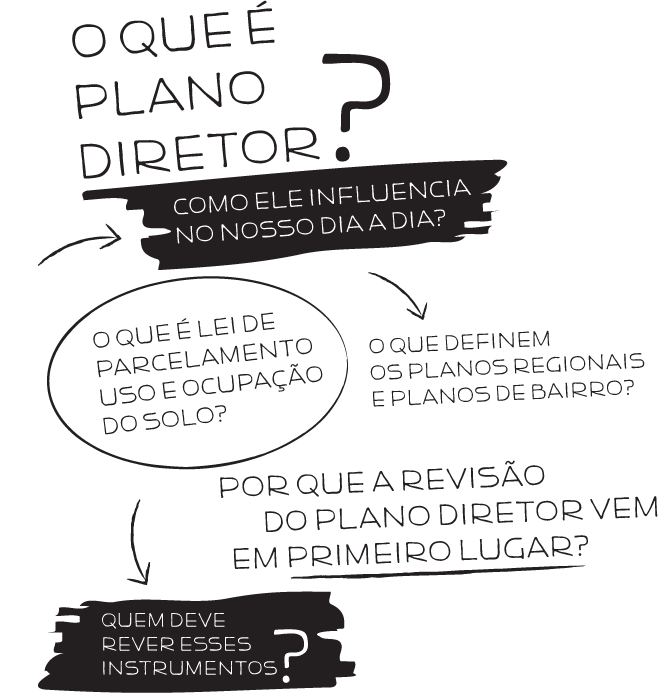 O QUE É
PLANO
DIRETOR?
COMO ELE INFLUENCIA
NO NOSSO DIA A DIA?
O QUE É LEI DE
PARCELAMENTO
USO E OCUPAÇÃO
DO SOLO?
O QUE DEFINEM
OS PLANOS REGIONAIS
E PLANOS DE BAIRRO?
POR QUE A REVISÃO
DO PLANO DIRETOR VEM
EM PRIMEIRO LUGAR?
QUEM DEVE
REVER ESSES
INSTRUMENTOS?